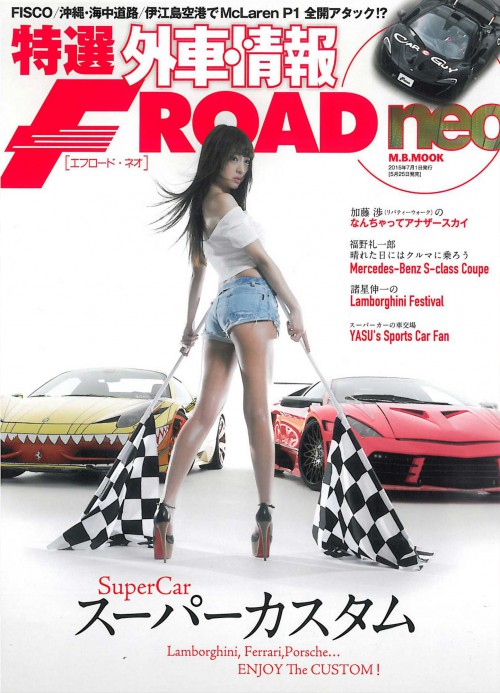 FISCO/沖縄・海中道路/伊江島空港でMcLaren P1 全開アタック!?
特選 外車・情報
F ROAD neo
[エフロード・ネオ]
CAR GUY
M.B.MOOK
2015年7月1日発行
[5月25日発売]
加藤 渉(リバティーウォーク)の
なんちゃってアナザースカイ
福野礼一郎
晴れた日にはクルマに乗ろう
Mercedes-Benz S-class Coupe
諸星伸一の
Lamborghini Festival
スーパーカーの車交場
YASU's Sports Car Fan
SuperCar
スーパーカスタム
Lamborghini, Ferrari,Porsche...
ENJOY The CUSTOM !